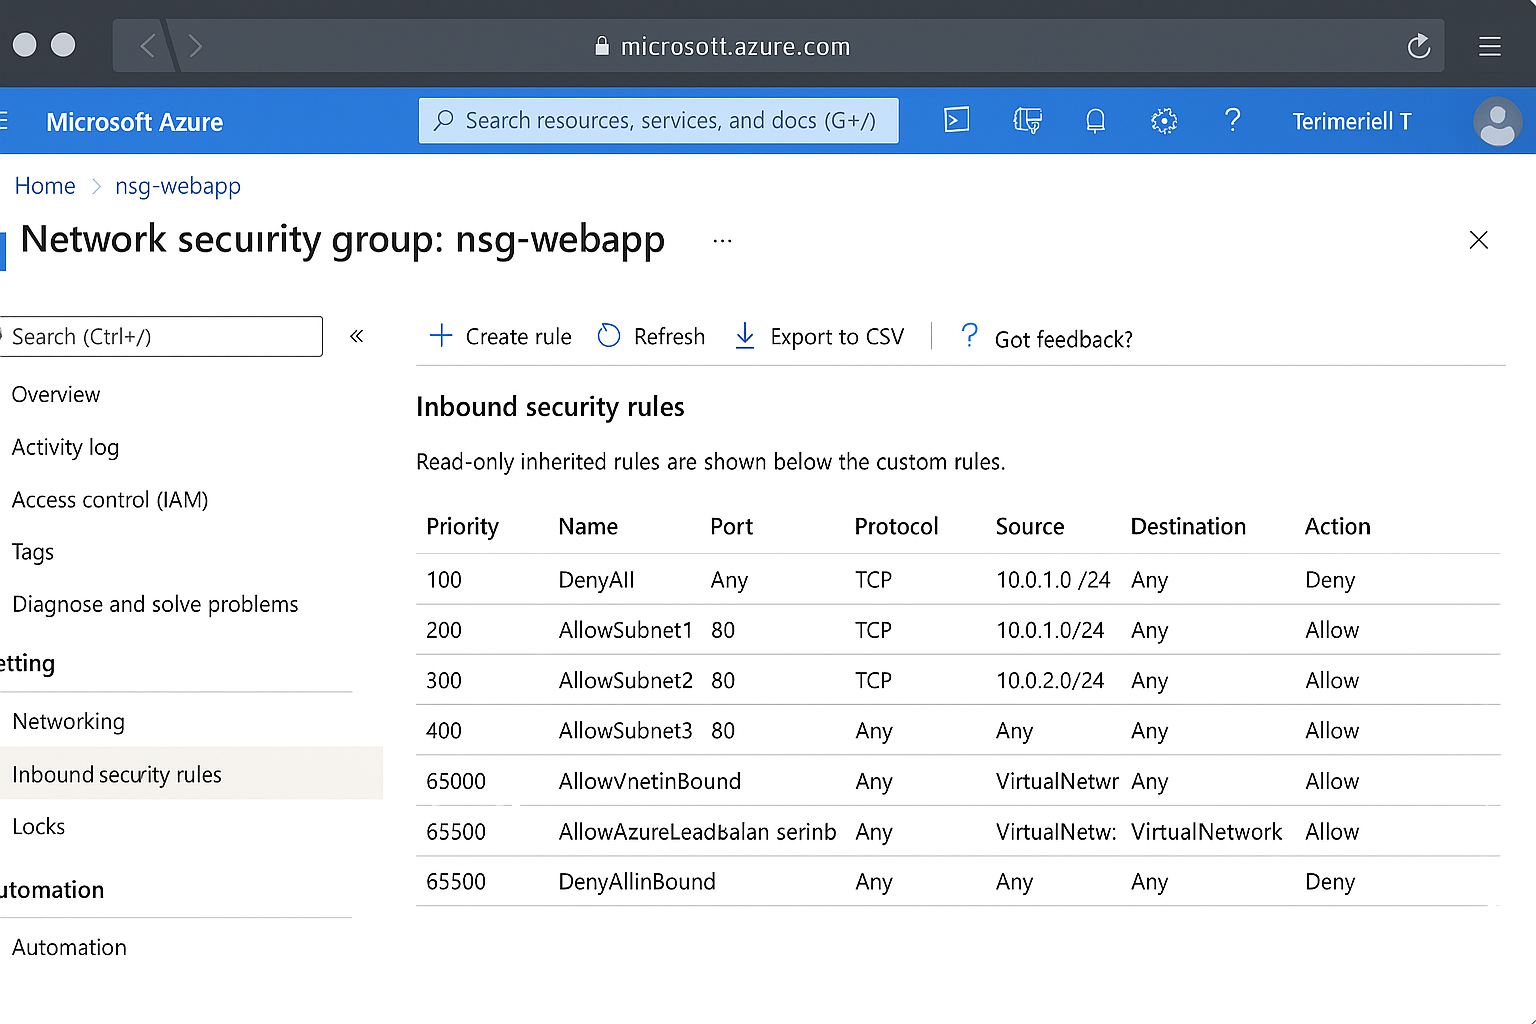 microsott.azure.com
Microsoft Azure
Search resources, services, and docs (G+/)
Terimeriell T
Home > nsg-webapp
Network secuırity group: nsg-webapp ...
Search (Ctrl+/)
«
Overview
Activity log
Access control (IAM)
Tags
Diagnose and solve problems
etting
Networking
Inbound security rules
Locks
utomation
Automation
+ Create rule Refresh Export to CSV ? Got feedback?
Inbound security rules
Read-only inherited rules are shown below the custom rules.
Priority Name Port Protocol Source Destination Action
100 DenyAll Any TCP 10.0.1.0 /24 Any Deny
200 AllowSubnet1 80 TCP 10.0.1.0/24 Any Allow
300 AllowSubnet2 80 TCP 10.0.2.0/24 Any Allow
400 AllowSubnet3 80 Any Any Any Allow
65000 AllowVnetinBound Any VirtualNetwr Any Allow
65500 AllowAzureLeadBalan serinb Any VirtualNetw: VirtualNetwork Allow
65500 DenyAllinBound Any Any Any Deny